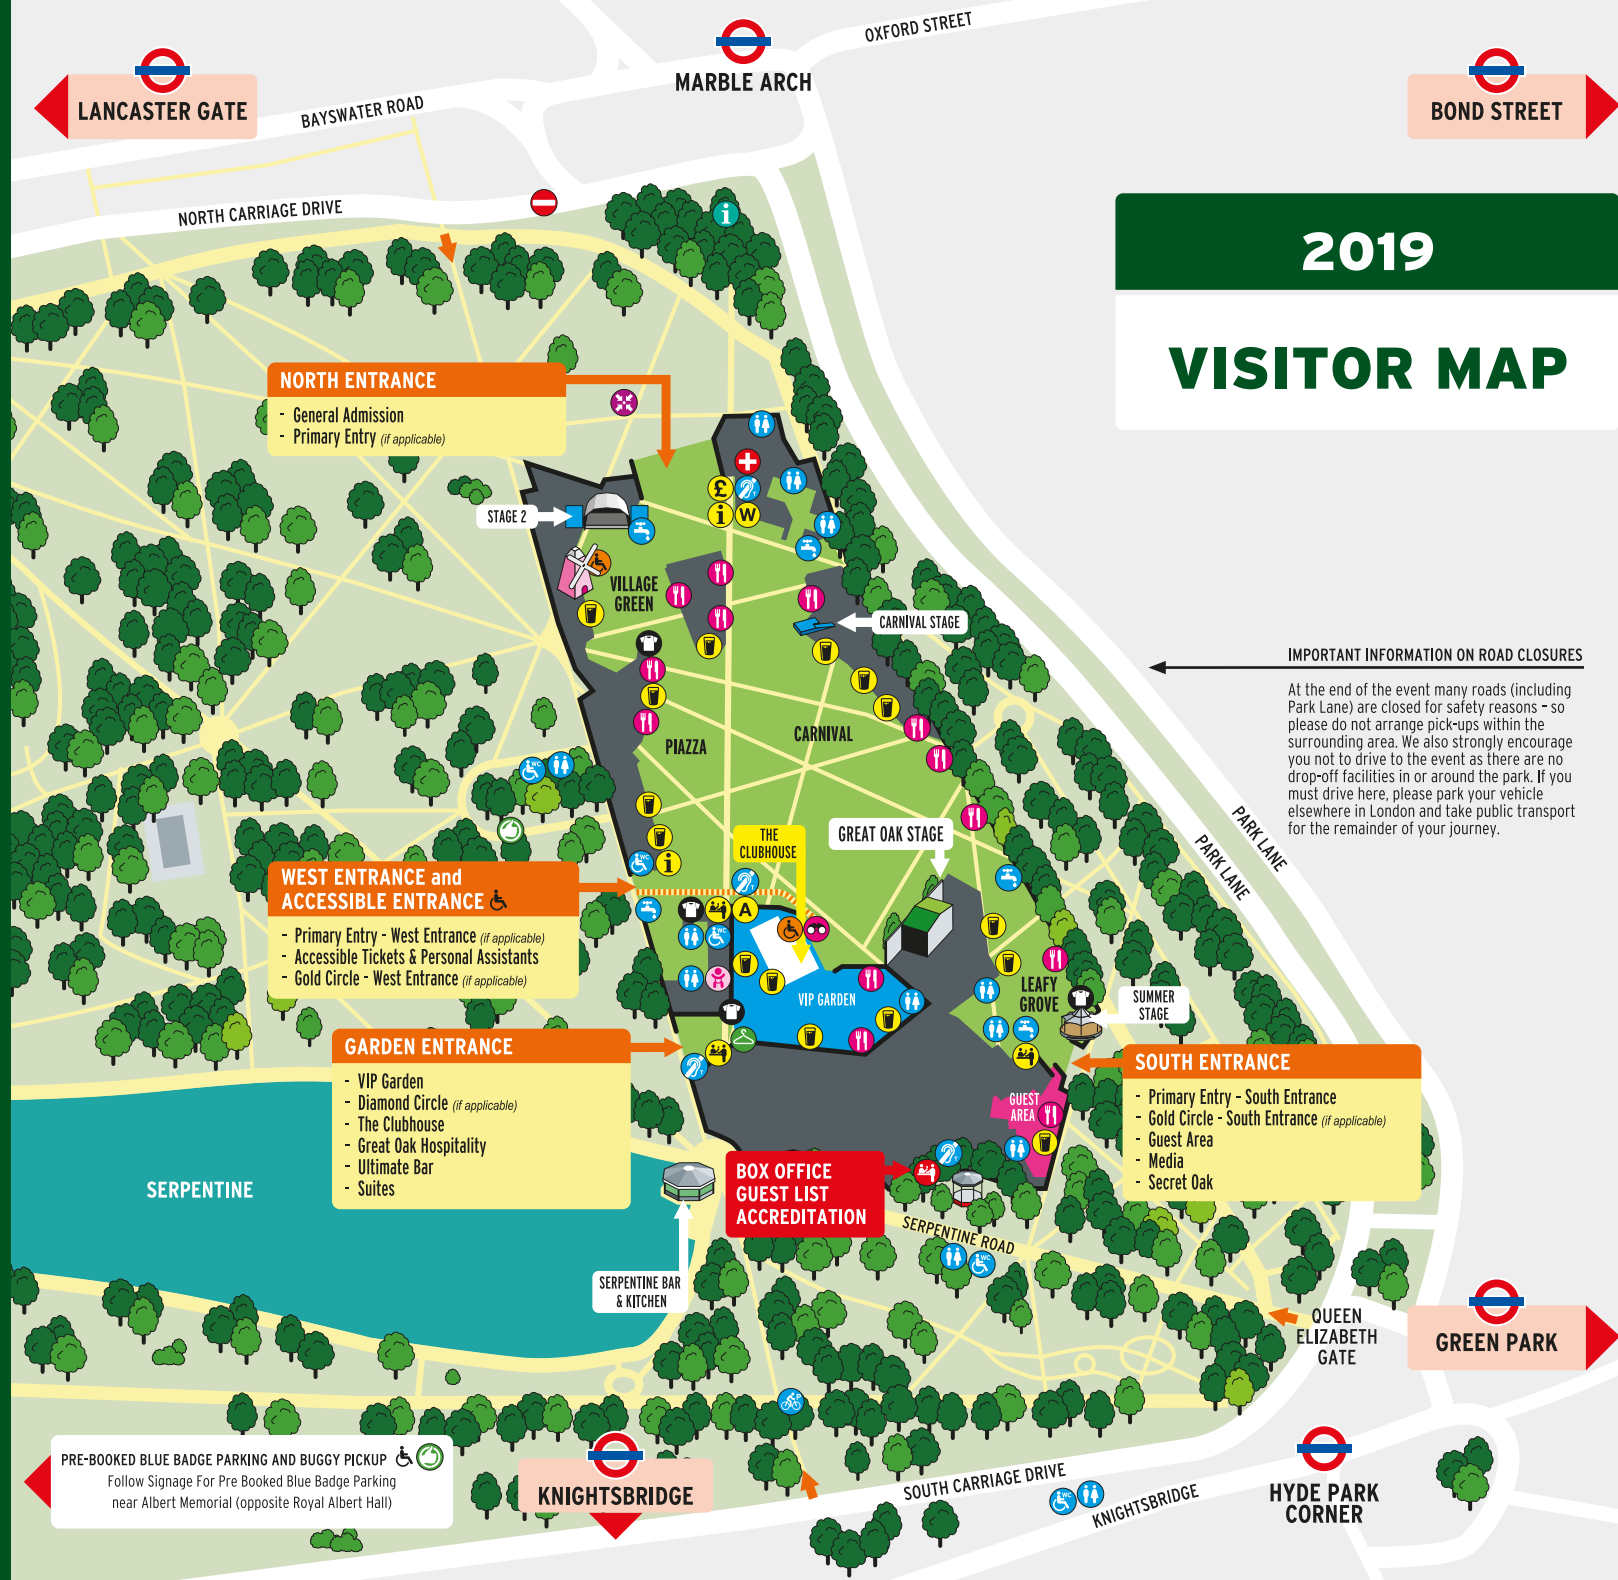 OXFORD STREET
MARBLE ARCH
LANCASTER GATE
BAYSWATER ROAD
BOND STREET
NORTH CARRIAGE DRIVE
2019
VISITOR MAP
NORTH ENTRANCE
- General Admission
- Primary Entry (if applicable)
STAGE 2
VILLAGE
GREEN
CARNIVAL STAGE
IMPORTANT INFORMATION ON ROAD CLOSURES
At the end of the event many roads (including
Park Lane) are closed for safety reasons - so
please do not arrange pick-ups within the
surrounding area. We also strongly encourage
you not to drive to the event as there are no
drop-off facilities in or around the park. If you
must drive here, please park your vehicle
elsewhere in London and take public transport
for the remainder of your journey.
PIAZZA
CARNIVAL
PARK LANE
PARK LANE
THE
CLUBHOUSE
GREAT OAK STAGE
WEST ENTRANCE and
ACCESSIBLE ENTRANCE
- Primary Entry - West Entrance (if applicable)
- Accessible Tickets & Personal Assistants
- Gold Circle - West Entrance (if applicable)
VIP GARDEN
LEAFY
GROVE
SUMMER
STAGE
GARDEN ENTRANCE
- VIP Garden
- Diamond Circle (if applicable)
- The Clubhouse
- Great Oak Hospitality
- Ultimate Bar
- Suites
SOUTH ENTRANCE
- Primary Entry - South Entrance
- Gold Circle - South Entrance (if applicable)
- Guest Area
- Media
- Secret Oak
GUEST
AREA
SERPENTINE
BOX OFFICE
GUEST LIST
ACCREDITATION
SERPENTINE ROAD
SERPENTINE BAR
& KITCHEN
QUEEN
ELIZABETH
GATE
GREEN PARK
PRE-BOOKED BLUE BADGE PARKING AND BUGGY PICKUP
Follow Signage For Pre Booked Blue Badge Parking
near Albert Memorial (opposite Royal Albert Hall)
KNIGHTSBRIDGE
SOUTH CARRIAGE DRIVE
KNIGHTSBRIDGE
HYDE PARK
CORNER
£
i
W
i
i
A
WC
WC
WC
WC
WC
T
T
T
T
P